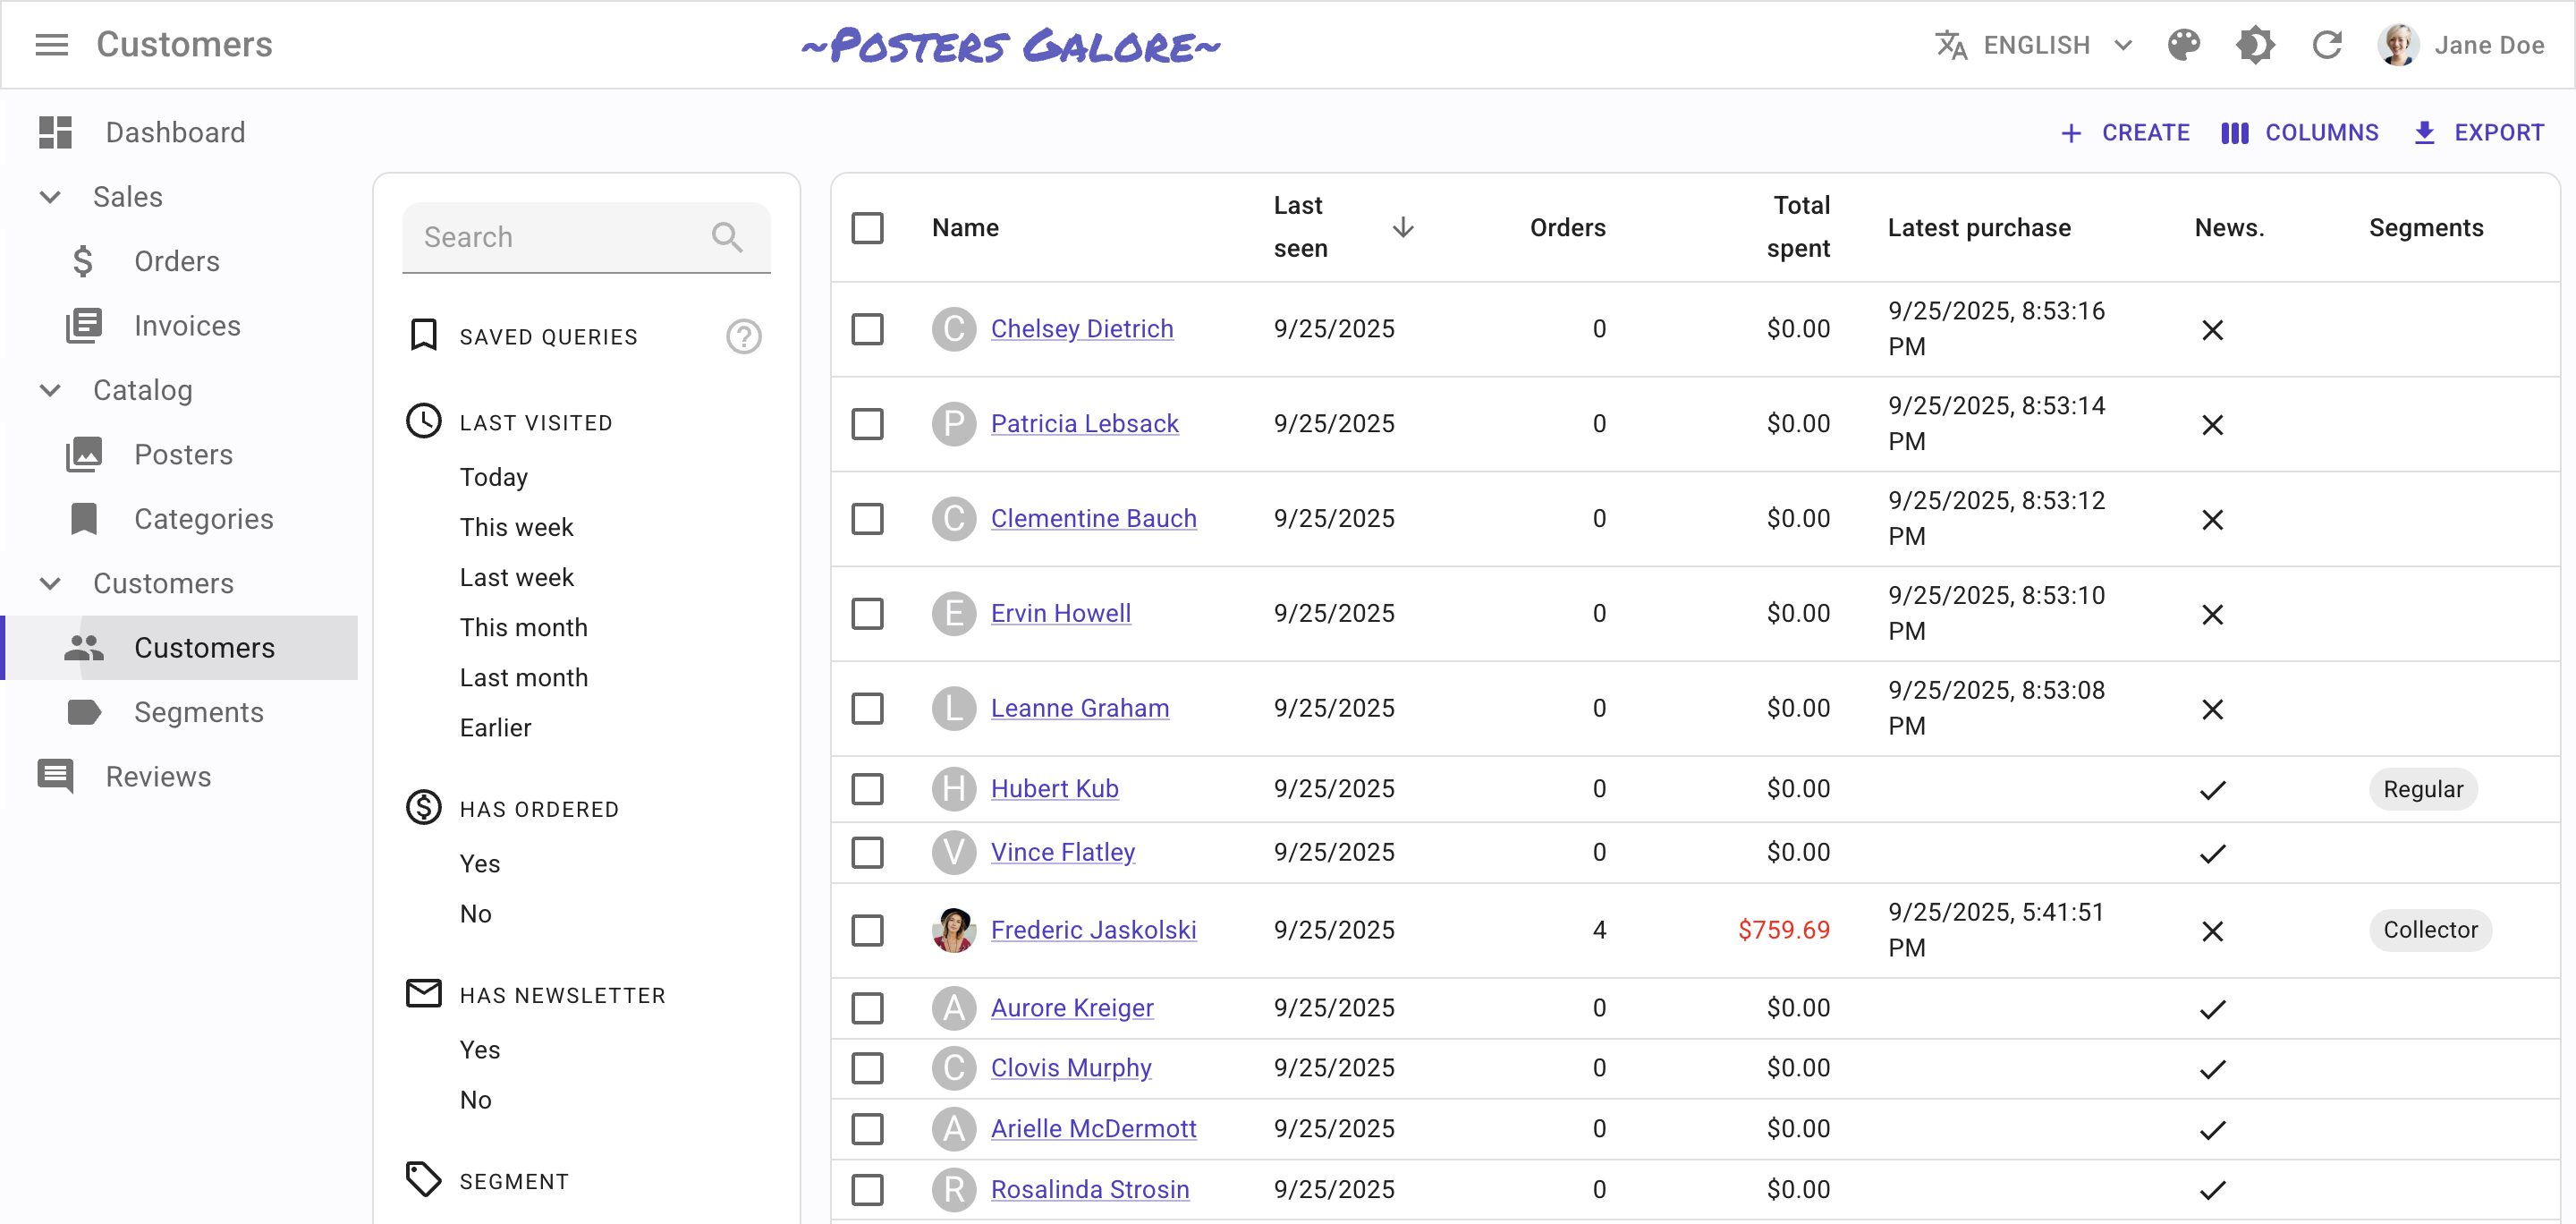 Customers
~Posters Galore~
ENGLISH
Jane Doe
Dashboard
Sales
Orders
Invoices
Catalog
Posters
Categories
Customers
Customers
Segments
Reviews
CREATE
COLUMNS
EXPORT
Search
SAVED QUERIES
?
LAST VISITED
Today
This week
Last week
This month
Last month
Earlier
HAS ORDERED
Yes
No
HAS NEWSLETTER
Yes
No
SEGMENT
Name Last seen Orders Total spent Latest purchase News. Segments
C Chelsey Dietrich 9/25/2025 0 $0.00 9/25/2025, 8:53:16 PM
P Patricia Lebsack 9/25/2025 0 $0.00 9/25/2025, 8:53:14 PM
C Clementine Bauch 9/25/2025 0 $0.00 9/25/2025, 8:53:12 PM
E Ervin Howell 9/25/2025 0 $0.00 9/25/2025, 8:53:10 PM
L Leanne Graham 9/25/2025 0 $0.00 9/25/2025, 8:53:08 PM
H Hubert Kub 9/25/2025 0 $0.00 Regular
V Vince Flatley 9/25/2025 0 $0.00
Frederic Jaskolski 9/25/2025 4 $759.69 9/25/2025, 5:41:51 PM Collector
A Aurore Kreiger 9/25/2025 0 $0.00
C Clovis Murphy 9/25/2025 0 $0.00
A Arielle McDermott 9/25/2025 0 $0.00
R Rosalinda Strosin 9/25/2025 0 $0.00